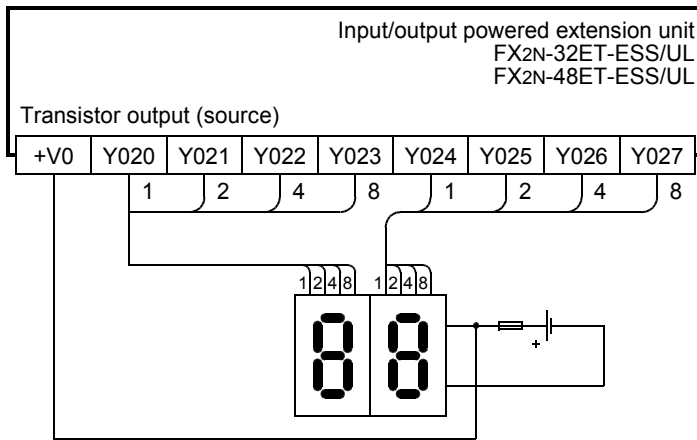 Input/output powered extension unit
FX2N-32ET-ESS/UL
FX2N-48ET-ESS/UL
Transistor output (source)
+V0 Y020 Y021 Y022 Y023 Y024 Y025 Y026 Y027
1 2 4 8 1 2 4 8
1 2 4 8 1 2 4 8
8 8
+